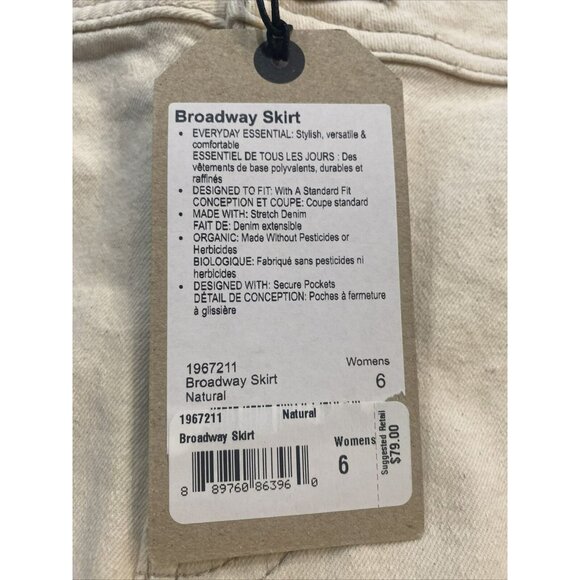 Broadway Skirt
• EVERYDAY ESSENTIAL: Stylish, versatile &
comfortable
ESSENTIEL DE TOUS LES JOURS : Des
vêtements de base polyvalents, durables et
raffinés
• DESIGNED TO FIT: With A Standard Fit
CONCEPTION ET COUPE: Coupe standard
• MADE WITH: Stretch Denim
FAIT DE: Denim extensible
• ORGANIC: Made Without Pesticides or
Herbicides
BIOLOGIQUE: Fabriqué sans pesticides ni
herbicides
• DESIGNED WITH: Secure Pockets
DÉTAIL DE CONCEPTION: Poches à fermeture
à glissière
1967211 Womens
Broadway Skirt 6
Natural
1967211 Natural
Broadway Skirt Womens
6
8 89760 86396 0
Suggested Retail
$79.00